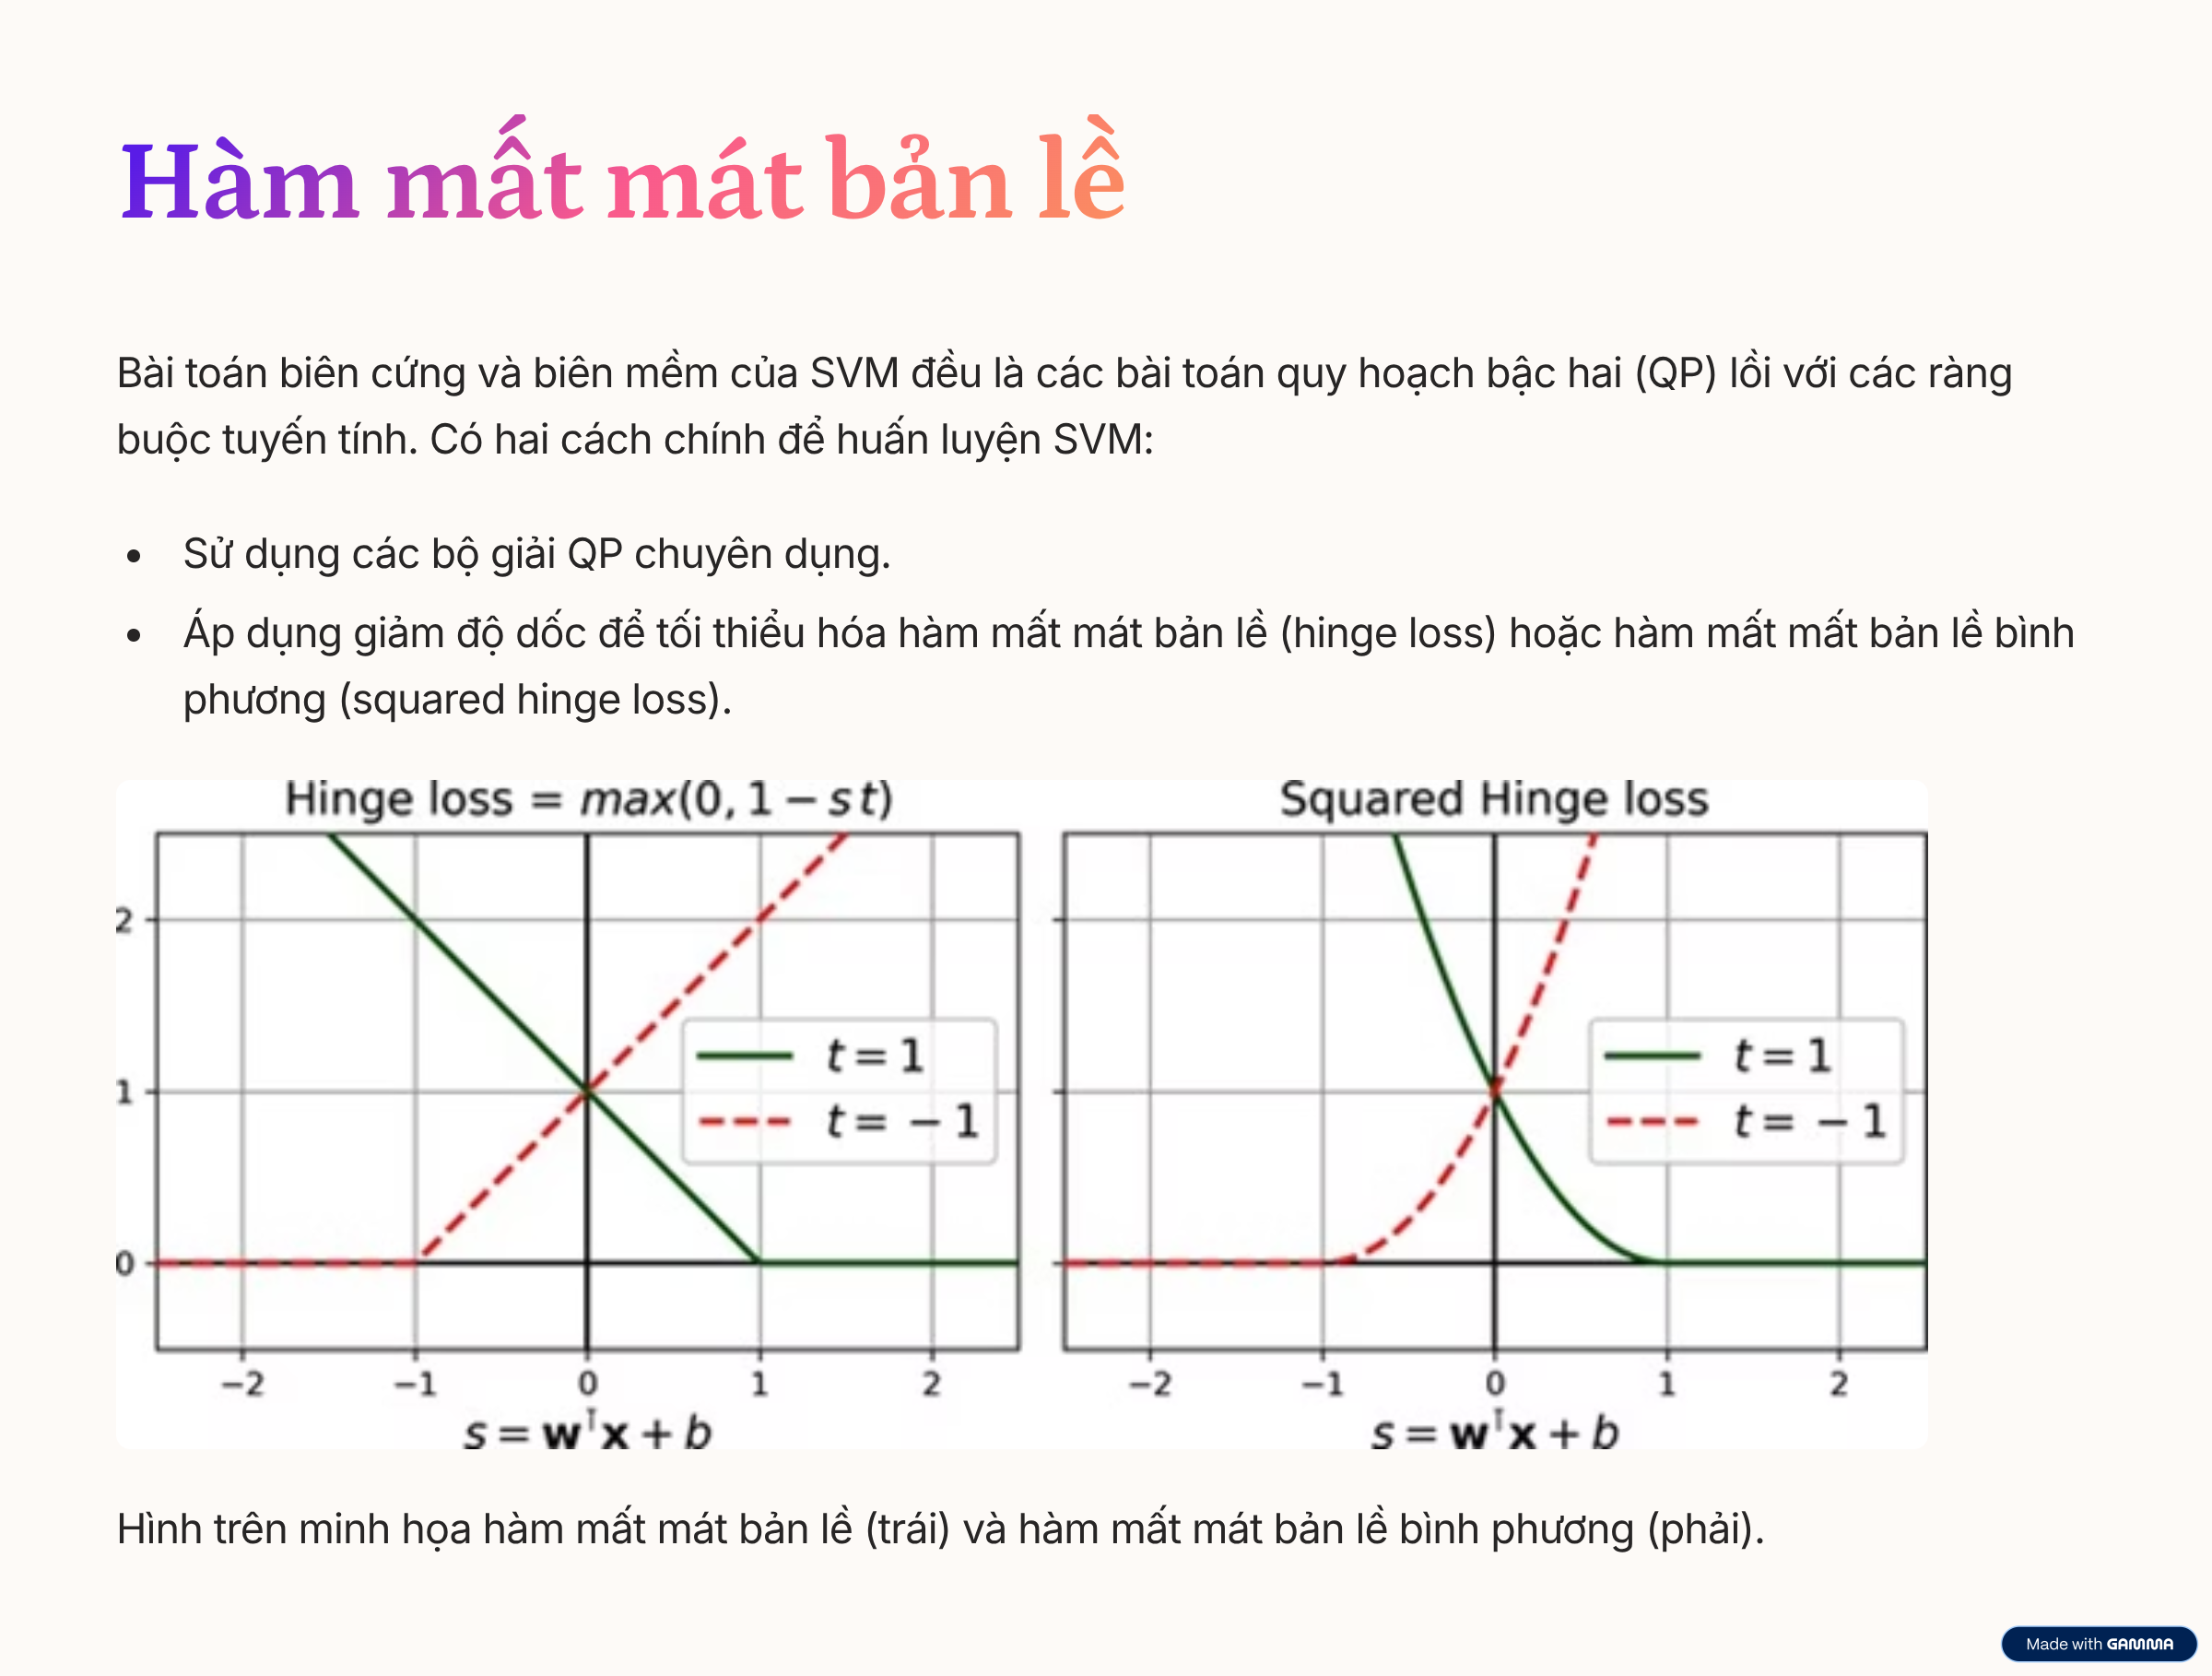 Hàm mất mát bản lề
Bài toán biên cứng và biên mềm của SVM đều là các bài toán quy hoạch bậc hai (QP) lồi với các ràng
buộc tuyến tính. Có hai cách chính để huấn luyện SVM:
• Sử dụng các bộ giải QP chuyên dụng.
• Áp dụng giảm độ dốc để tối thiểu hóa hàm mất mát bản lề (hinge loss) hoặc hàm mất mất bản lề bình
phương (squared hinge loss).
Hinge loss = max(0, 1 − s t)
2
1
0
t = 1
t = − 1
−2 −1 0 1 2
s = w⊺x + b
Squared Hinge loss
t = 1
t = − 1
−2 −1 0 1 2
s = w⊺x + b
Hình trên minh họa hàm mất mát bản lề (trái) và hàm mất mát bản lề bình phương (phải).
Made with GAMMA